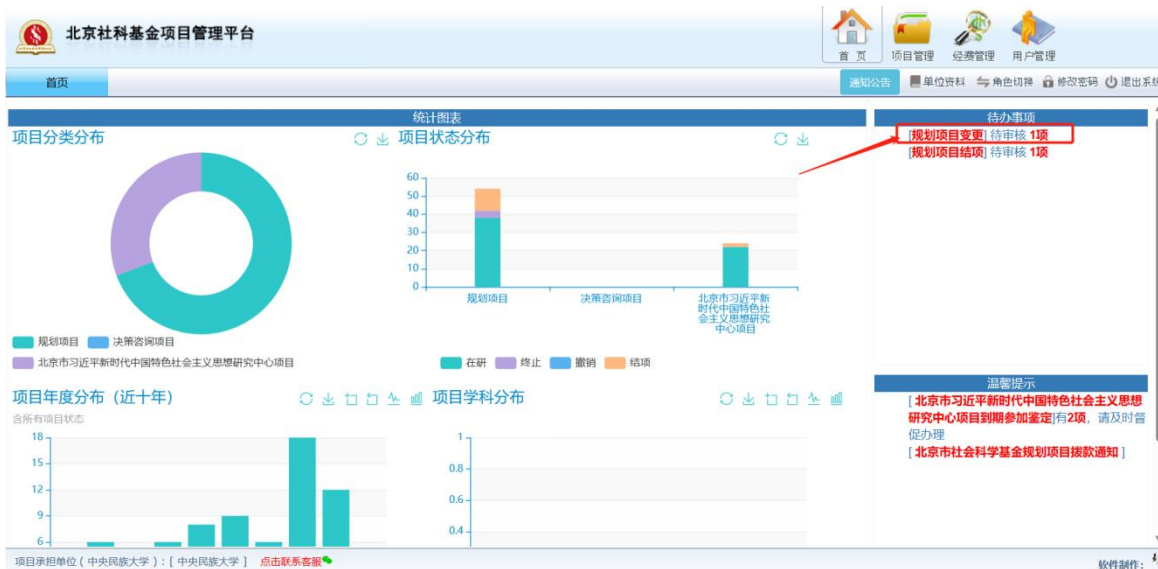 北京社科基金项目管理平台
首 页
项目管理
经费管理
用户管理
首页
通知公告
单位资料
角色切换
修改密码
退出系统
统计图表
项目分类分布
规划项目
决策咨询项目
北京市习近平新时代中国特色社会主义思想研究中心项目
项目状态分布
60
50
40
30
20
10
0
规划项目
决策咨询项目
北京市习近平新
时代中国特色社
会主义思想研究
中心项目
在研
终止
撤销
结项
待办事项
[规划项目变更] 待审核 1项
[规划项目结项] 待审核 1项
项目年度分布（近十年）
含所有项目状态
18
15
12
9
6
项目学科分布
1
0.8
0.6
0.4
温馨提示
[ 北京市习近平新时代中国特色社会主义思想
研究中心项目到期参加鉴定]有2项，请及时督
促办理
[ 北京市社会科学基金规划项目拨款通知 ]
项目承担单位（中央民族大学）：[ 中央民族大学 ]
点击联系客服
软件制作：